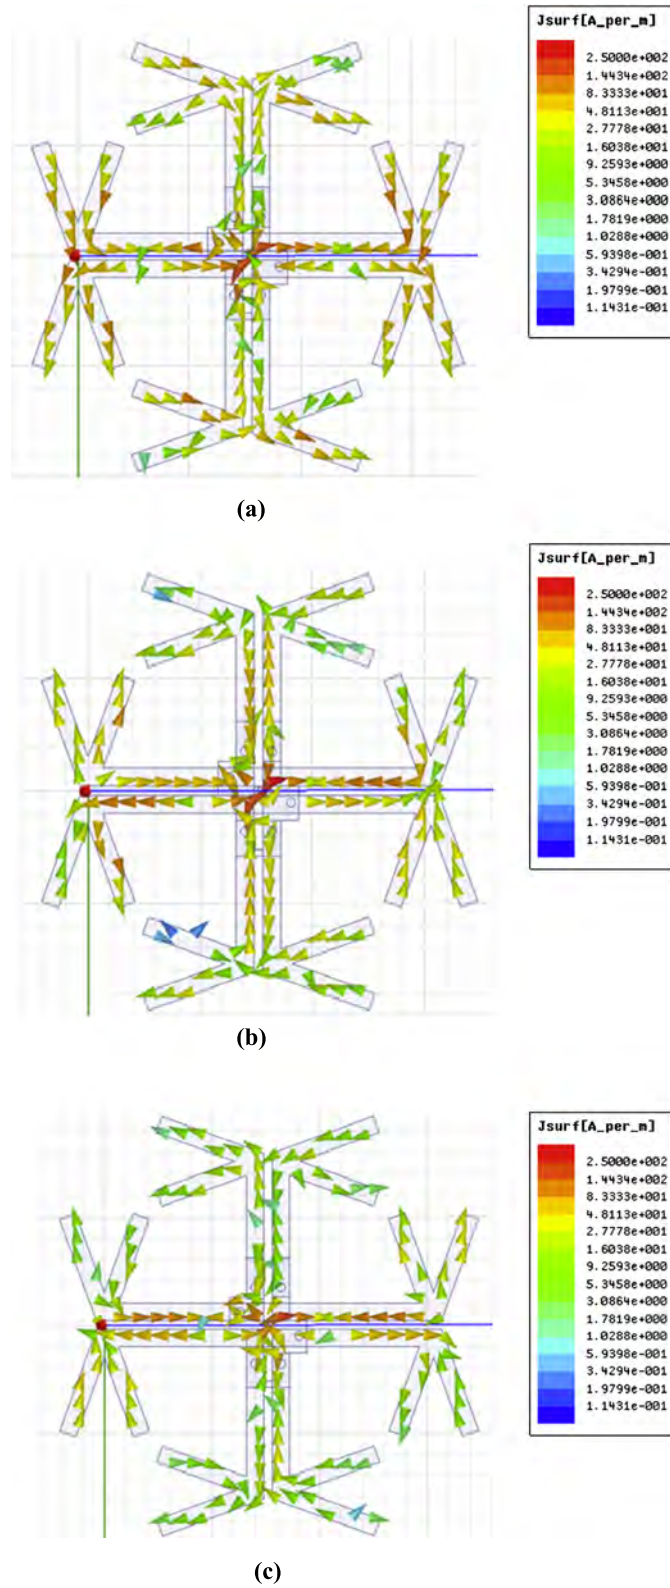 Jsurf[A_per_m]
2.5000e+002
1.4434e+002
8.3333e+001
4.8113e+001
2.7778e+001
1.6038e+001
9.2593e+000
5.3458e+000
3.0864e+000
1.7819e+000
1.0288e+000
5.9398e-001
3.4294e-001
1.9799e-001
1.1431e-001
(a)
Jsurf[A_per_m]
2.5000e+002
1.4434e+002
8.3333e+001
4.8113e+001
2.7778e+001
1.6038e+001
9.2593e+000
5.3458e+000
3.0864e+000
1.7819e+000
1.0288e+000
5.9398e-001
3.4294e-001
1.9799e-001
1.1431e-001
(b)
Jsurf[A_per_m]
2.5000e+002
1.4434e+002
8.3333e+001
4.8113e+001
2.7778e+001
1.6038e+001
9.2593e+000
5.3458e+000
3.0864e+000
1.7819e+000
1.0288e+000
5.9398e-001
3.4294e-001
1.9799e-001
1.1431e-001
(c)